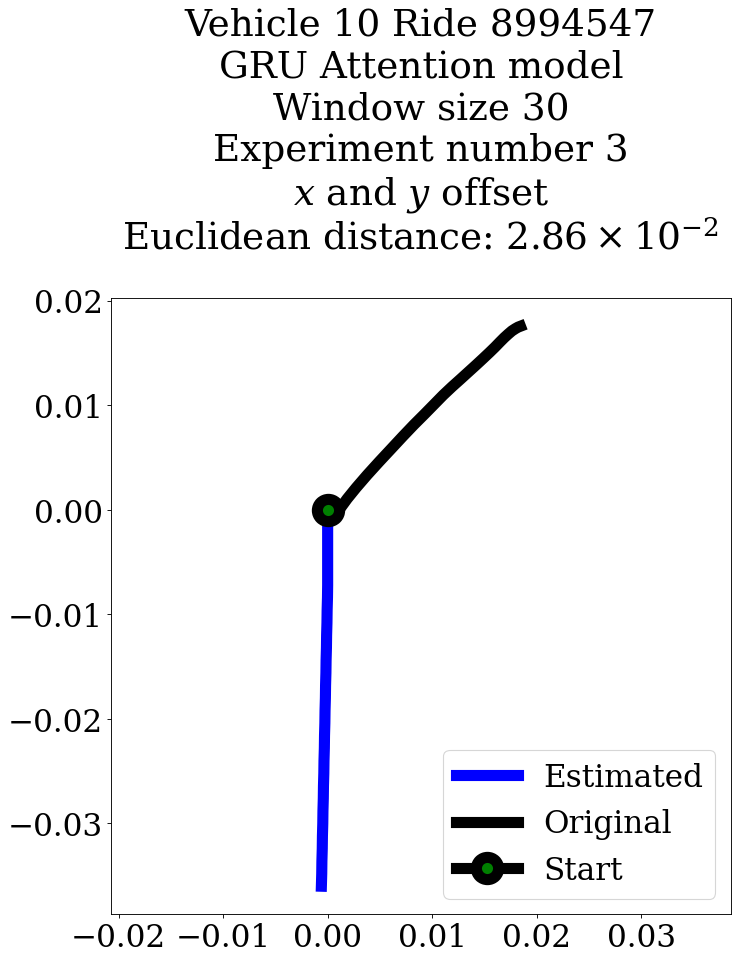 Vehicle 10 Ride 8994547
GRU Attention model
Window size 30
Experiment number 3
x and y offset
Euclidean distance: 2.86 × 10⁻²
0.02
0.01
0.00
−0.01
−0.02
−0.03
Estimated
Original
Start
−0.02 −0.01 0.00 0.01 0.02 0.03